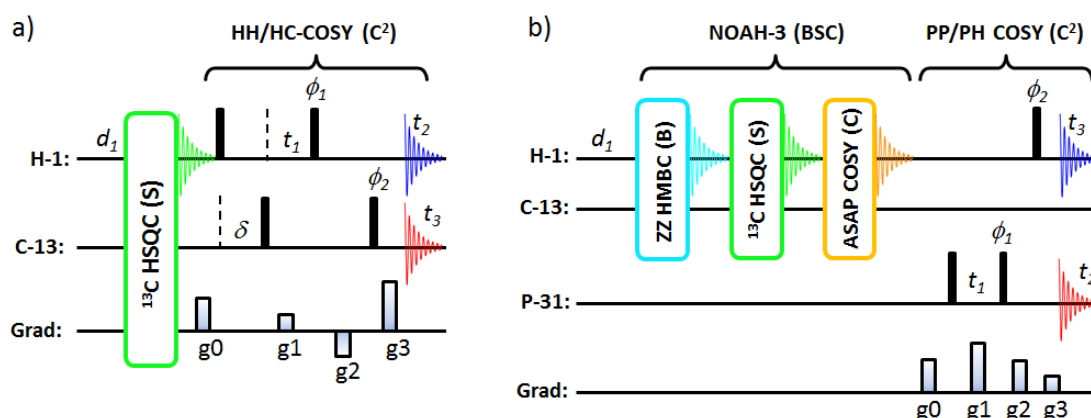 a)
HH/HC-COSY (C²)
ϕ₁
d₁
t₁
t₂
H-1:
¹³C HSQC (S)
ϕ₂
δ
t₃
C-13:
Grad:
g0
g1
g2
g3
b)
NOAH-3 (BSC)
PP/PH COSY (C²)
ϕ₂
d₁
t₃
H-1:
ZZ HMBC (B)
¹³C HSQC (S)
ASAP COSY (C)
C-13:
ϕ₁
t₁
t₂
P-31:
Grad:
g0
g1
g2
g3